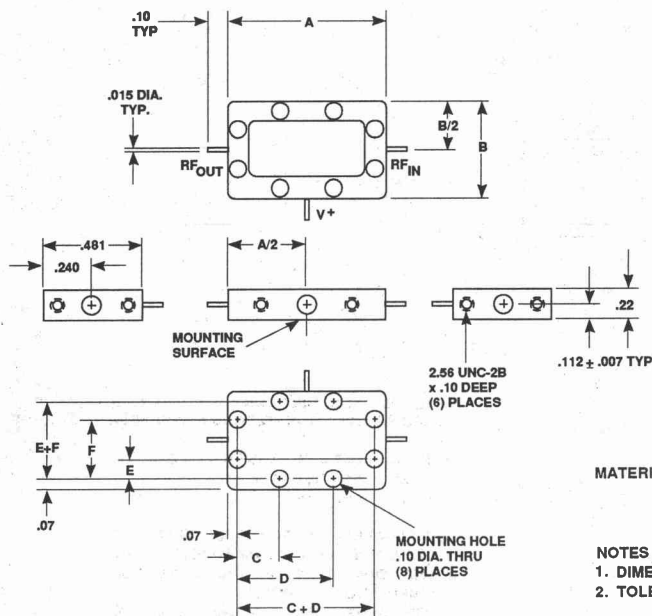 .10
TYP
A
.015 DIA.
TYP.
B/2
B
RFOUT
RFIN
V+
.481
.240
A/2
.22
MOUNTING
SURFACE
2.56 UNC-2B
x .10 DEEP
(6) PLACES
.112 ± .007 TYP
E+F
F
E
.07
.07
C
D
C + D
MOUNTING HOLE
.10 DIA. THRU
(8) PLACES
MATERI
NOTES
1. DIME
2. TOLE